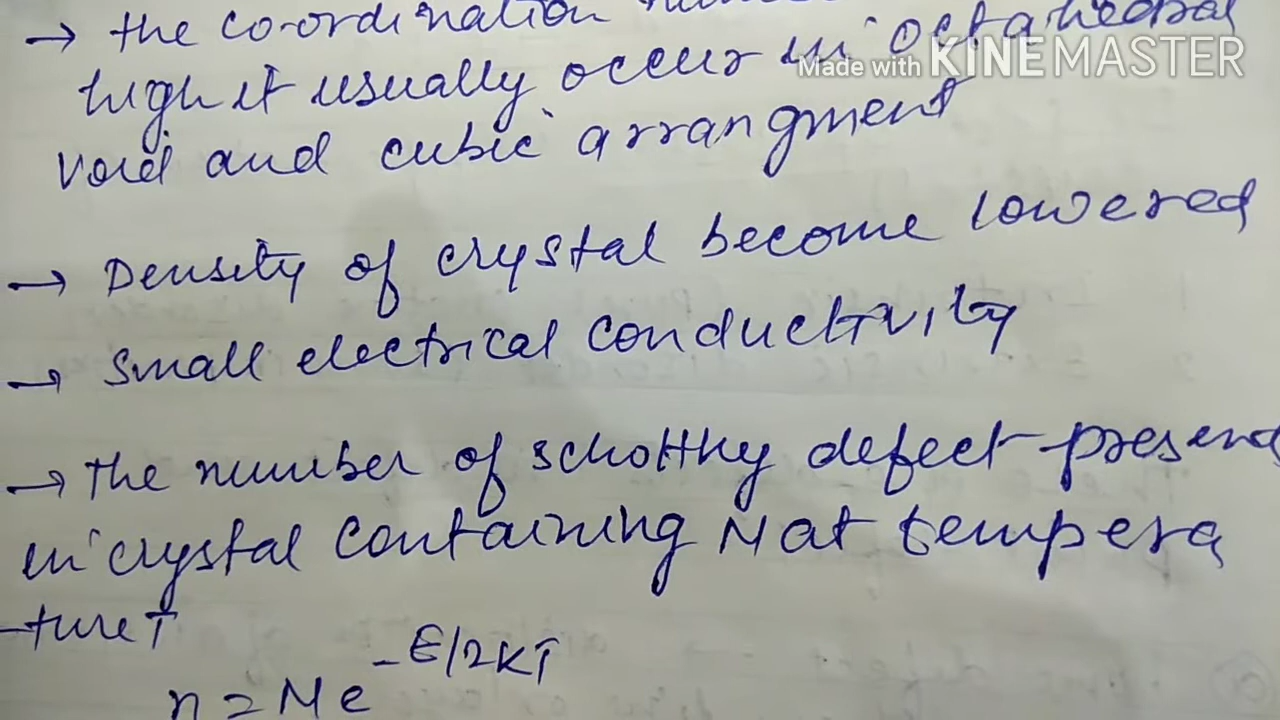 → the co-ordination
high it usually occur in octahedral
Made with KINEMASTER
void and cubic arrangment
→ Density of crystal become lowered
→ Small electrical conductivity
→ The number of schottky defect present
in crystal containing N at tempera
-ture T
n = N e -E/2KT